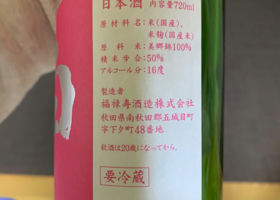 日本酒 内容量720ml
原材料名：米(国産)、
米麹(国産米)
原料米：美郷錦100%
精米歩合：50%
アルコール分：16度
製造者
福禄寿酒造株式会社
秋田県南秋田郡五城目町
字下夕町48番地
飲酒は20歳になってから。
要冷蔵